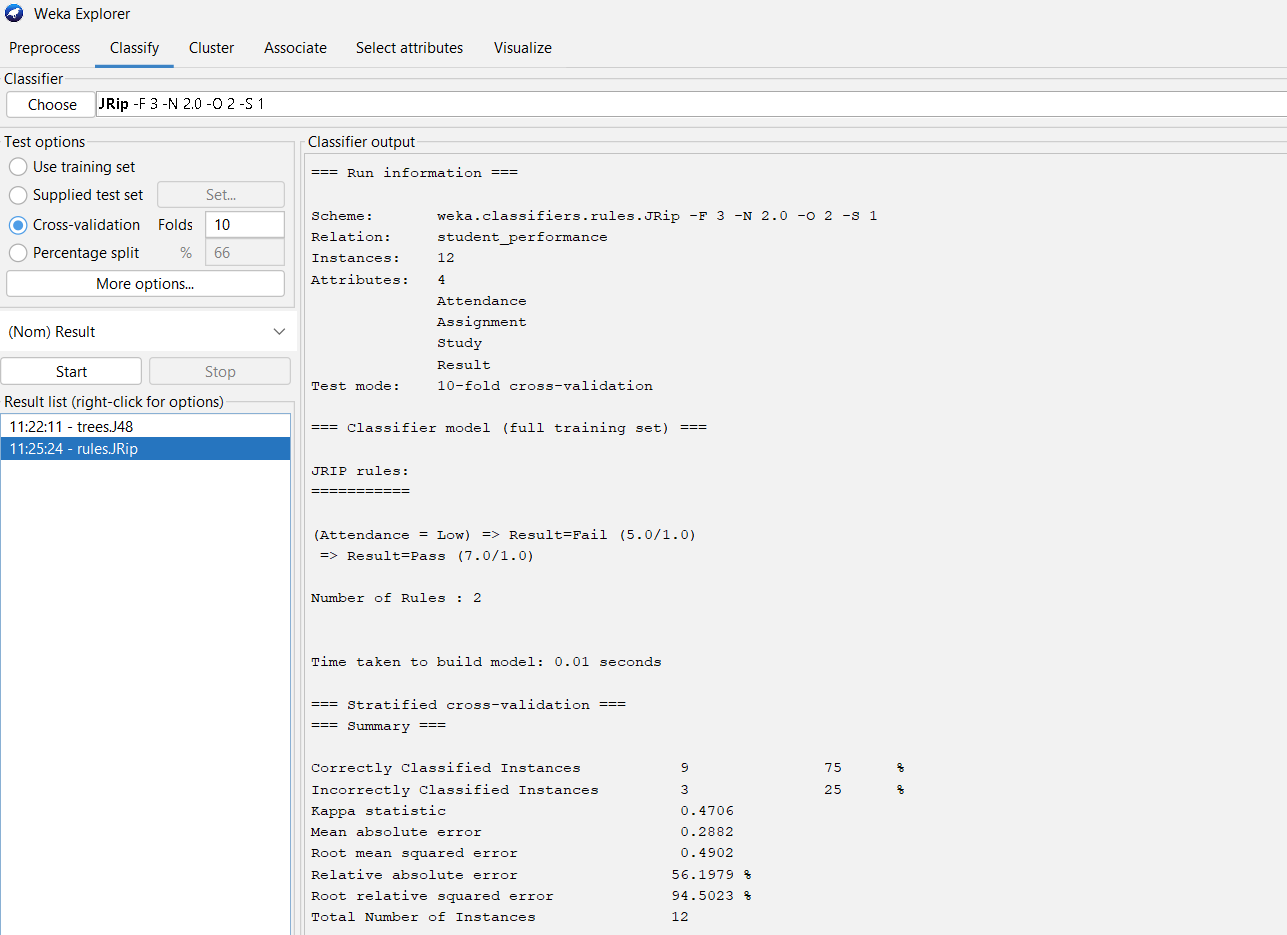 Weka Explorer
Preprocess Classify Cluster Associate Select attributes Visualize
Classifier
Choose JRip -F 3 -N 2.0 -O 2 -S 1
Test options
Use training set
Supplied test set Set...
Cross-validation Folds 10
Percentage split % 66
More options...
(Nom) Result
Start Stop
Result list (right-click for options)
11:22:11 - trees.J48
11:25:24 - rules.JRip
Classifier output
=== Run information ===
Scheme: weka.classifiers.rules.JRip -F 3 -N 2.0 -O 2 -S 1
Relation: student_performance
Instances: 12
Attributes: 4
Attendance
Assignment
Study
Result
Test mode: 10-fold cross-validation
=== Classifier model (full training set) ===
JRIP rules:
===========
(Attendance = Low) => Result=Fail (5.0/1.0)
=> Result=Pass (7.0/1.0)
Number of Rules : 2
Time taken to build model: 0.01 seconds
=== Stratified cross-validation ===
=== Summary ===
Correctly Classified Instances 9 75 %
Incorrectly Classified Instances 3 25 %
Kappa statistic 0.4706
Mean absolute error 0.2882
Root mean squared error 0.4902
Relative absolute error 56.1979 %
Root relative squared error 94.5023 %
Total Number of Instances 12